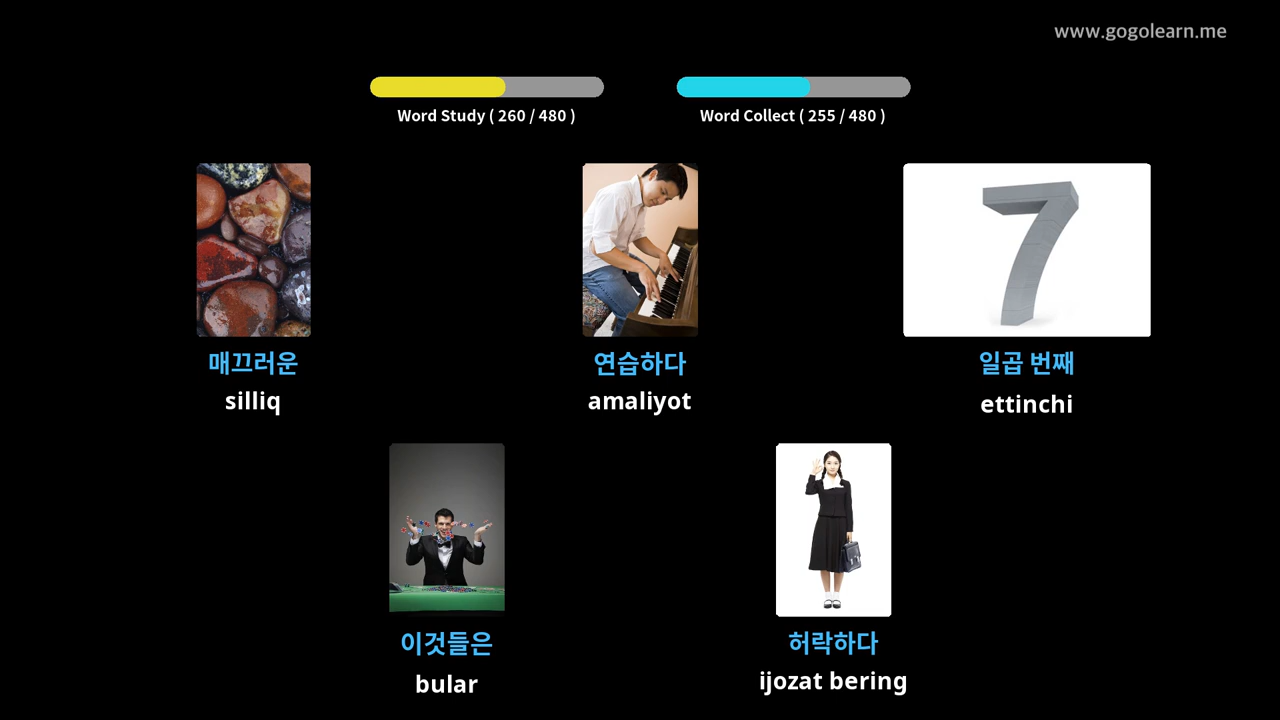 www.gogolearn.me
Word Study ( 260 / 480 )
Word Collect ( 255 / 480 )
매끄러운
silliq
연습하다
amaliyot
일곱 번째
ettinchi
7
이것들은
bular
허락하다
ijozat bering